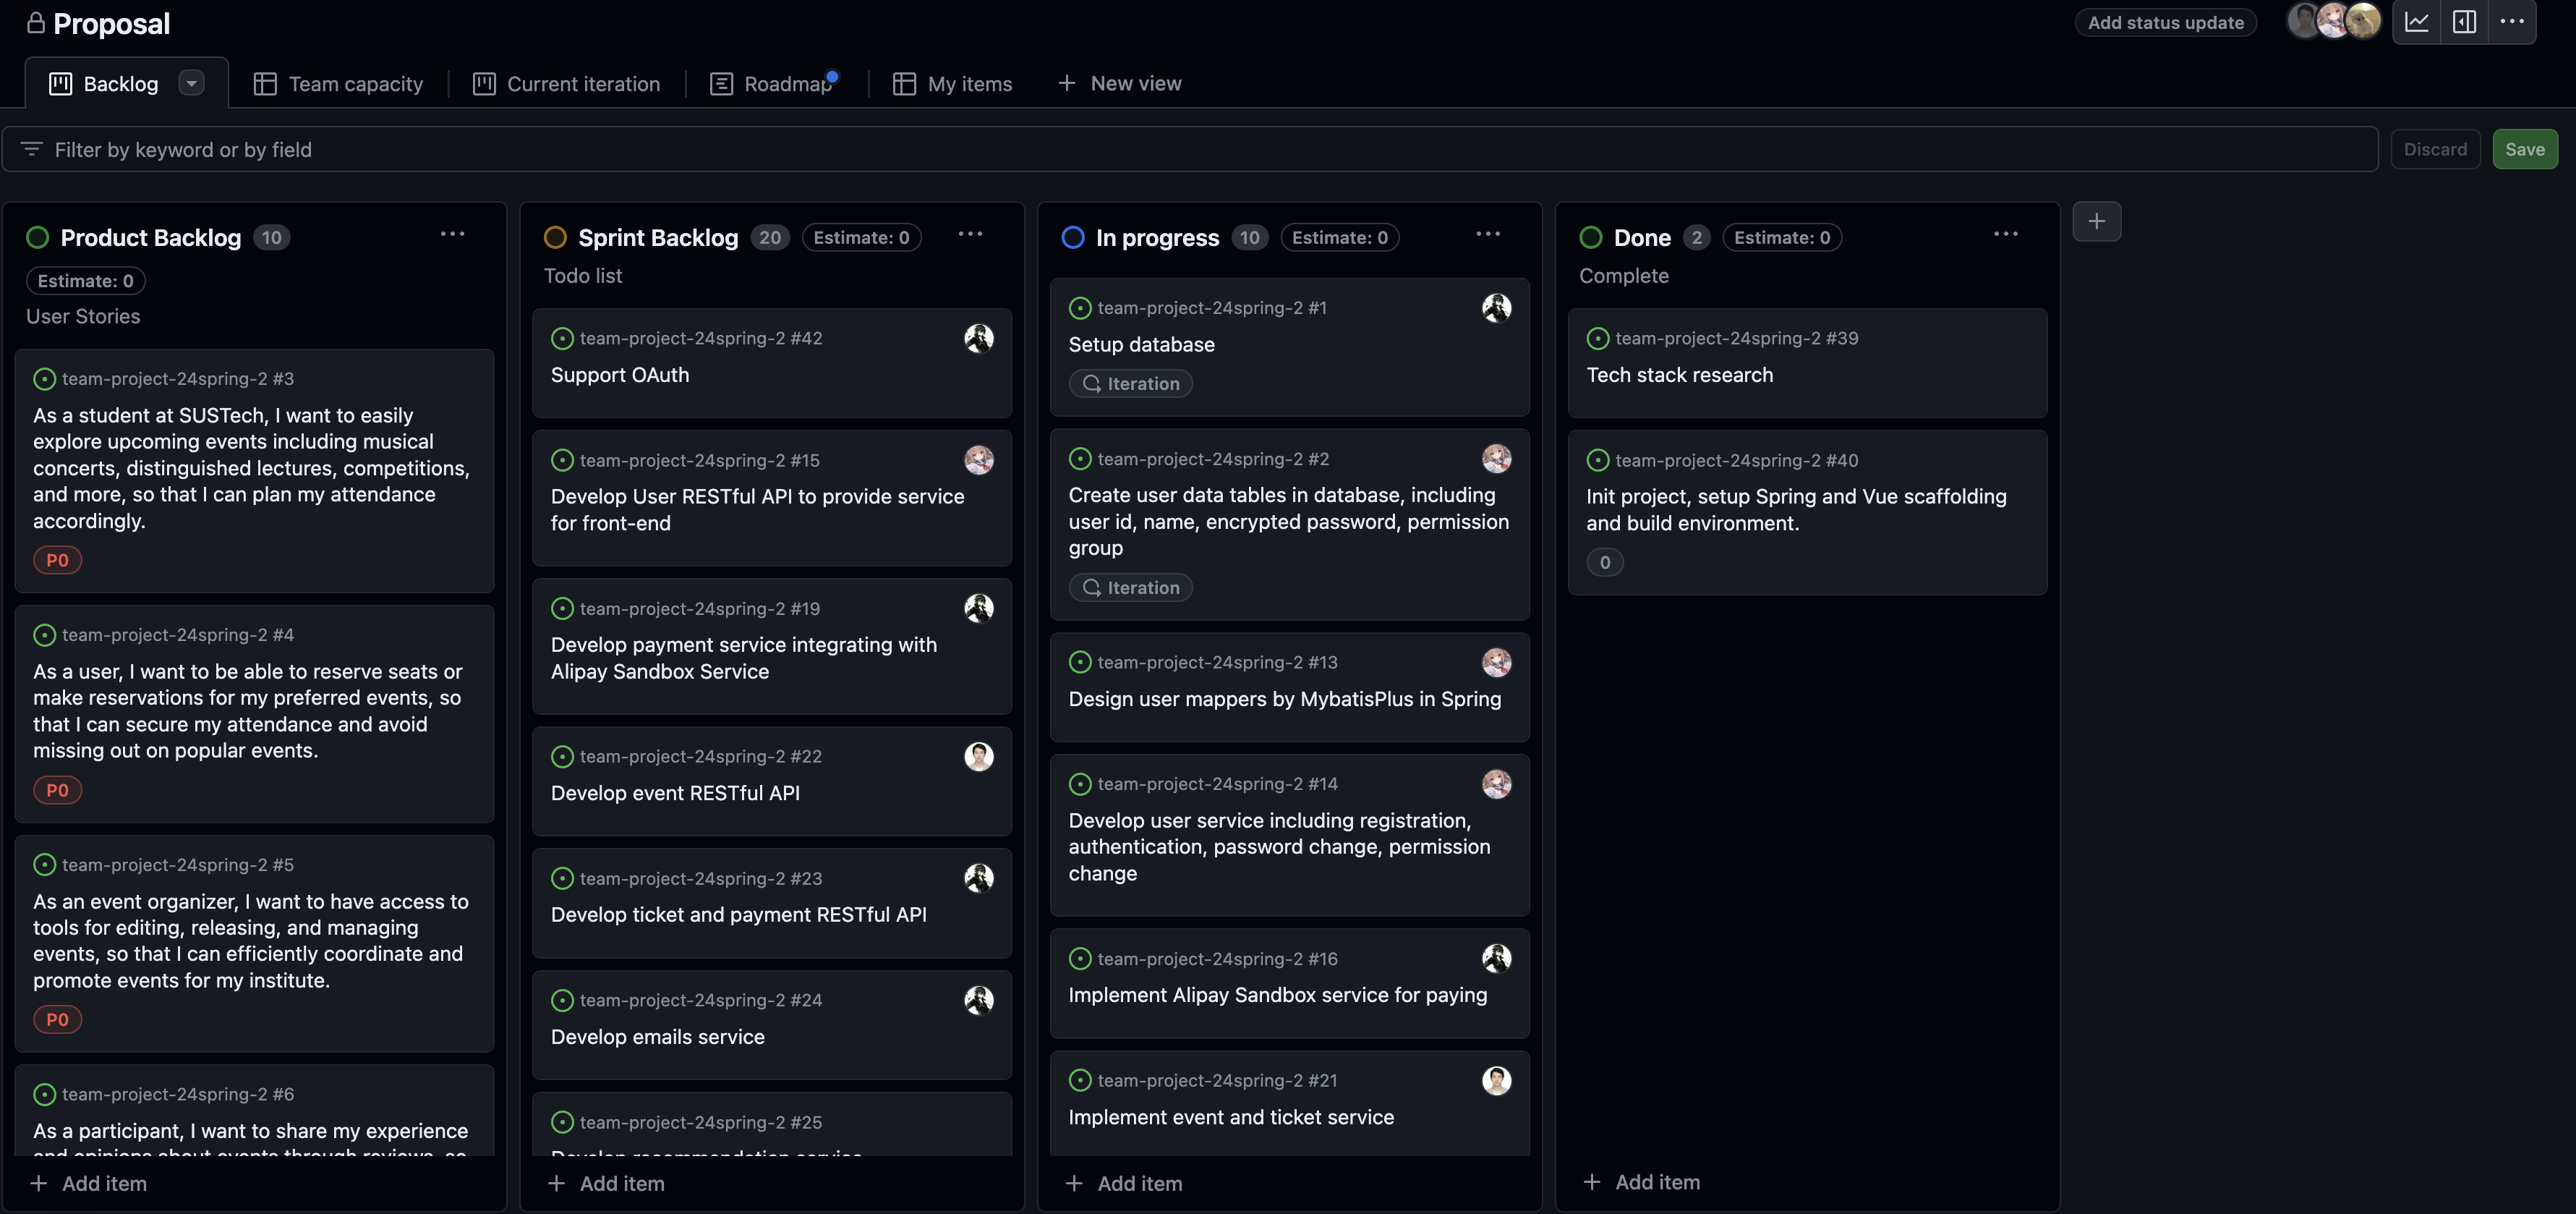 Proposal
Add status update
Backlog
Team capacity
Current iteration
Roadmap
My items
New view
Filter by keyword or by field
Discard
Save
Product Backlog 10
Estimate: 0
User Stories
team-project-24spring-2 #3
As a student at SUSTech, I want to easily
explore upcoming events including musical
concerts, distinguished lectures, competitions,
and more, so that I can plan my attendance
accordingly.
P0
team-project-24spring-2 #4
As a user, I want to be able to reserve seats or
make reservations for my preferred events, so
that I can secure my attendance and avoid
missing out on popular events.
P0
team-project-24spring-2 #5
As an event organizer, I want to have access to
tools for editing, releasing, and managing
events, so that I can efficiently coordinate and
promote events for my institute.
P0
team-project-24spring-2 #6
As a participant, I want to share my experience
and opinions about events through reviews, so
Add item
Sprint Backlog 20 Estimate: 0
Todo list
team-project-24spring-2 #42
Support OAuth
team-project-24spring-2 #15
Develop User RESTful API to provide service
for front-end
team-project-24spring-2 #19
Develop payment service integrating with
Alipay Sandbox Service
team-project-24spring-2 #22
Develop event RESTful API
team-project-24spring-2 #23
Develop ticket and payment RESTful API
team-project-24spring-2 #24
Develop emails service
team-project-24spring-2 #25
Develop recommendation service
Add item
In progress 10 Estimate: 0
team-project-24spring-2 #1
Setup database
Iteration
team-project-24spring-2 #2
Create user data tables in database, including
user id, name, encrypted password, permission
group
Iteration
team-project-24spring-2 #13
Design user mappers by MybatisPlus in Spring
team-project-24spring-2 #14
Develop user service including registration,
authentication, password change, permission
change
team-project-24spring-2 #16
Implement Alipay Sandbox service for paying
team-project-24spring-2 #21
Implement event and ticket service
Add item
Done 2 Estimate: 0
Complete
team-project-24spring-2 #39
Tech stack research
team-project-24spring-2 #40
Init project, setup Spring and Vue scaffolding
and build environment.
0
Add item